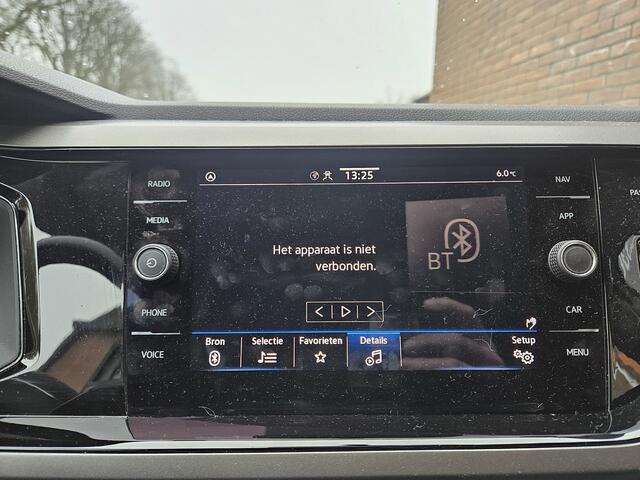 13:25
6.0°C
RADIO
MEDIA
PHONE
VOICE
Het apparaat is niet
verbonden.
BT
Bron
Selectie
Favorieten
Details
Setup
NAV
APP
CAR
MENU
PAS